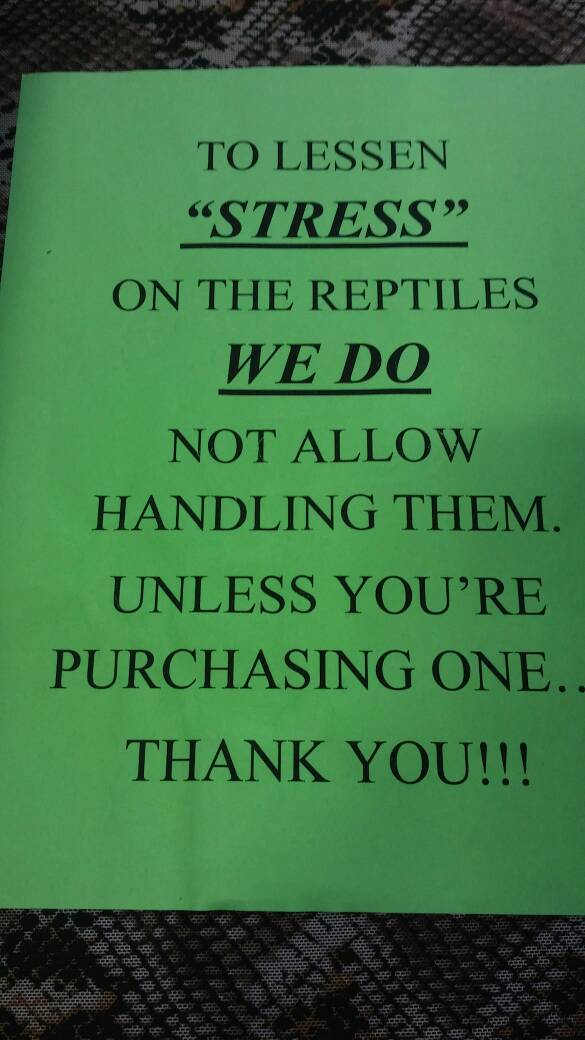 TO LESSEN
“STRESS”
ON THE REPTILES
WE DO
NOT ALLOW
HANDLING THEM.
UNLESS YOU’RE
PURCHASING ONE..
THANK YOU!!!